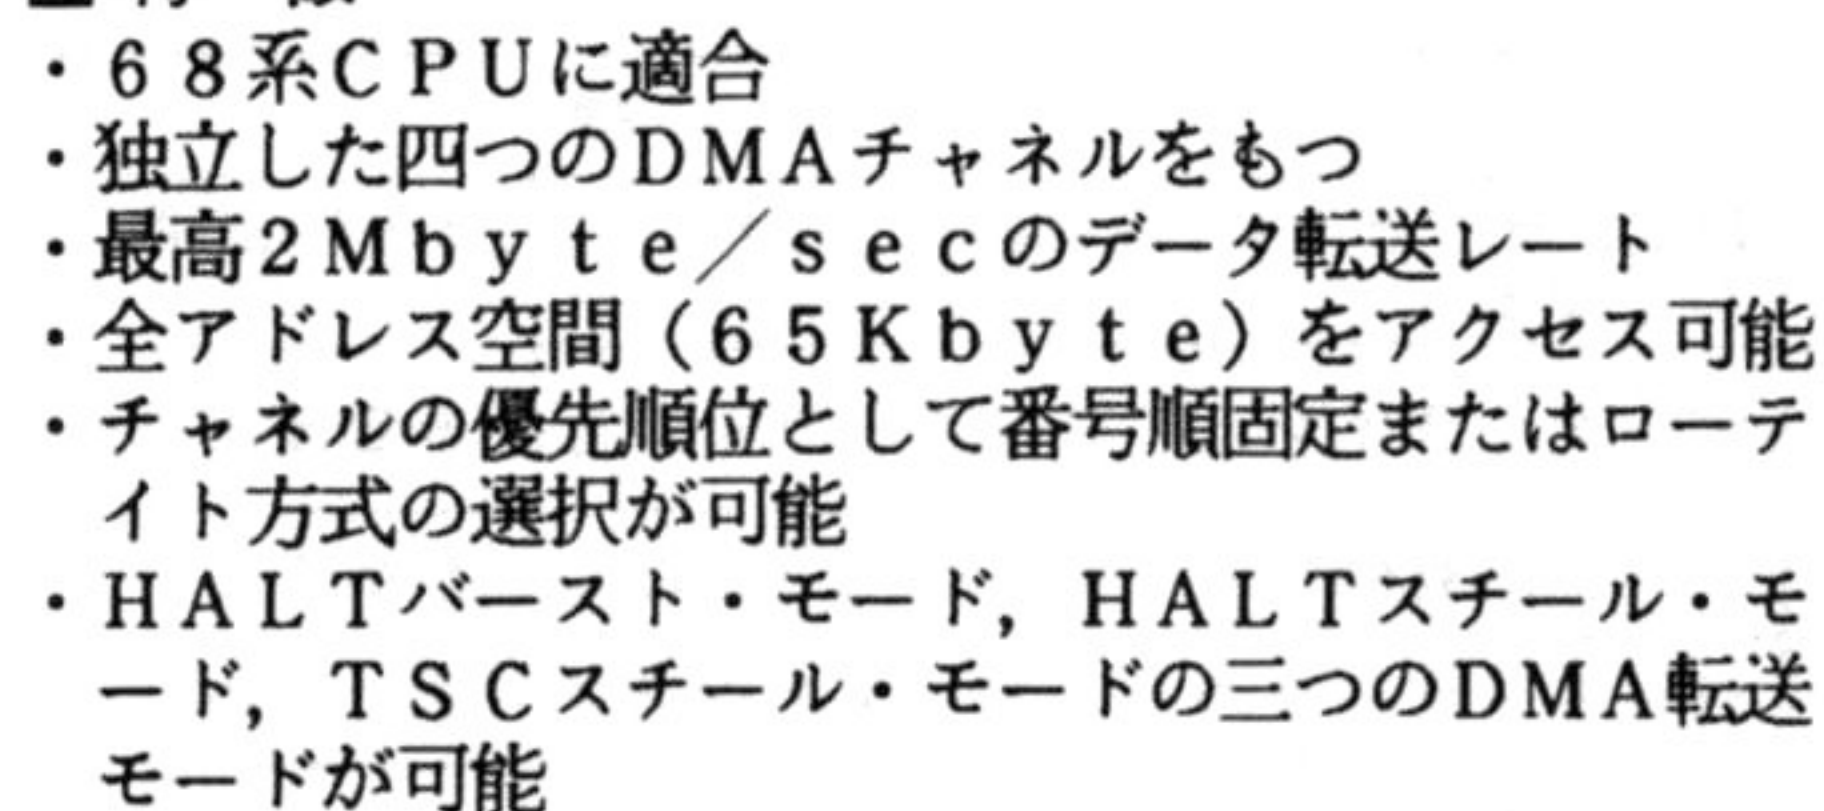 ・６８系ＣＰＵに適合
・独立した四つのＤＭＡチャネルをもつ
・最高２Ｍｂｙｔｅ／ｓｅｃのデータ転送レート
・全アドレス空間（６５Ｋｂｙｔｅ）をアクセス可能
・チャネルの優先順位として番号順固定またはローテ
イト方式の選択が可能
・ＨＡＬＴバースト・モード，ＨＡＬＴスチール・モ
ード，ＴＳＣスチール・モードの三つのＤＭＡ転送
モードが可能